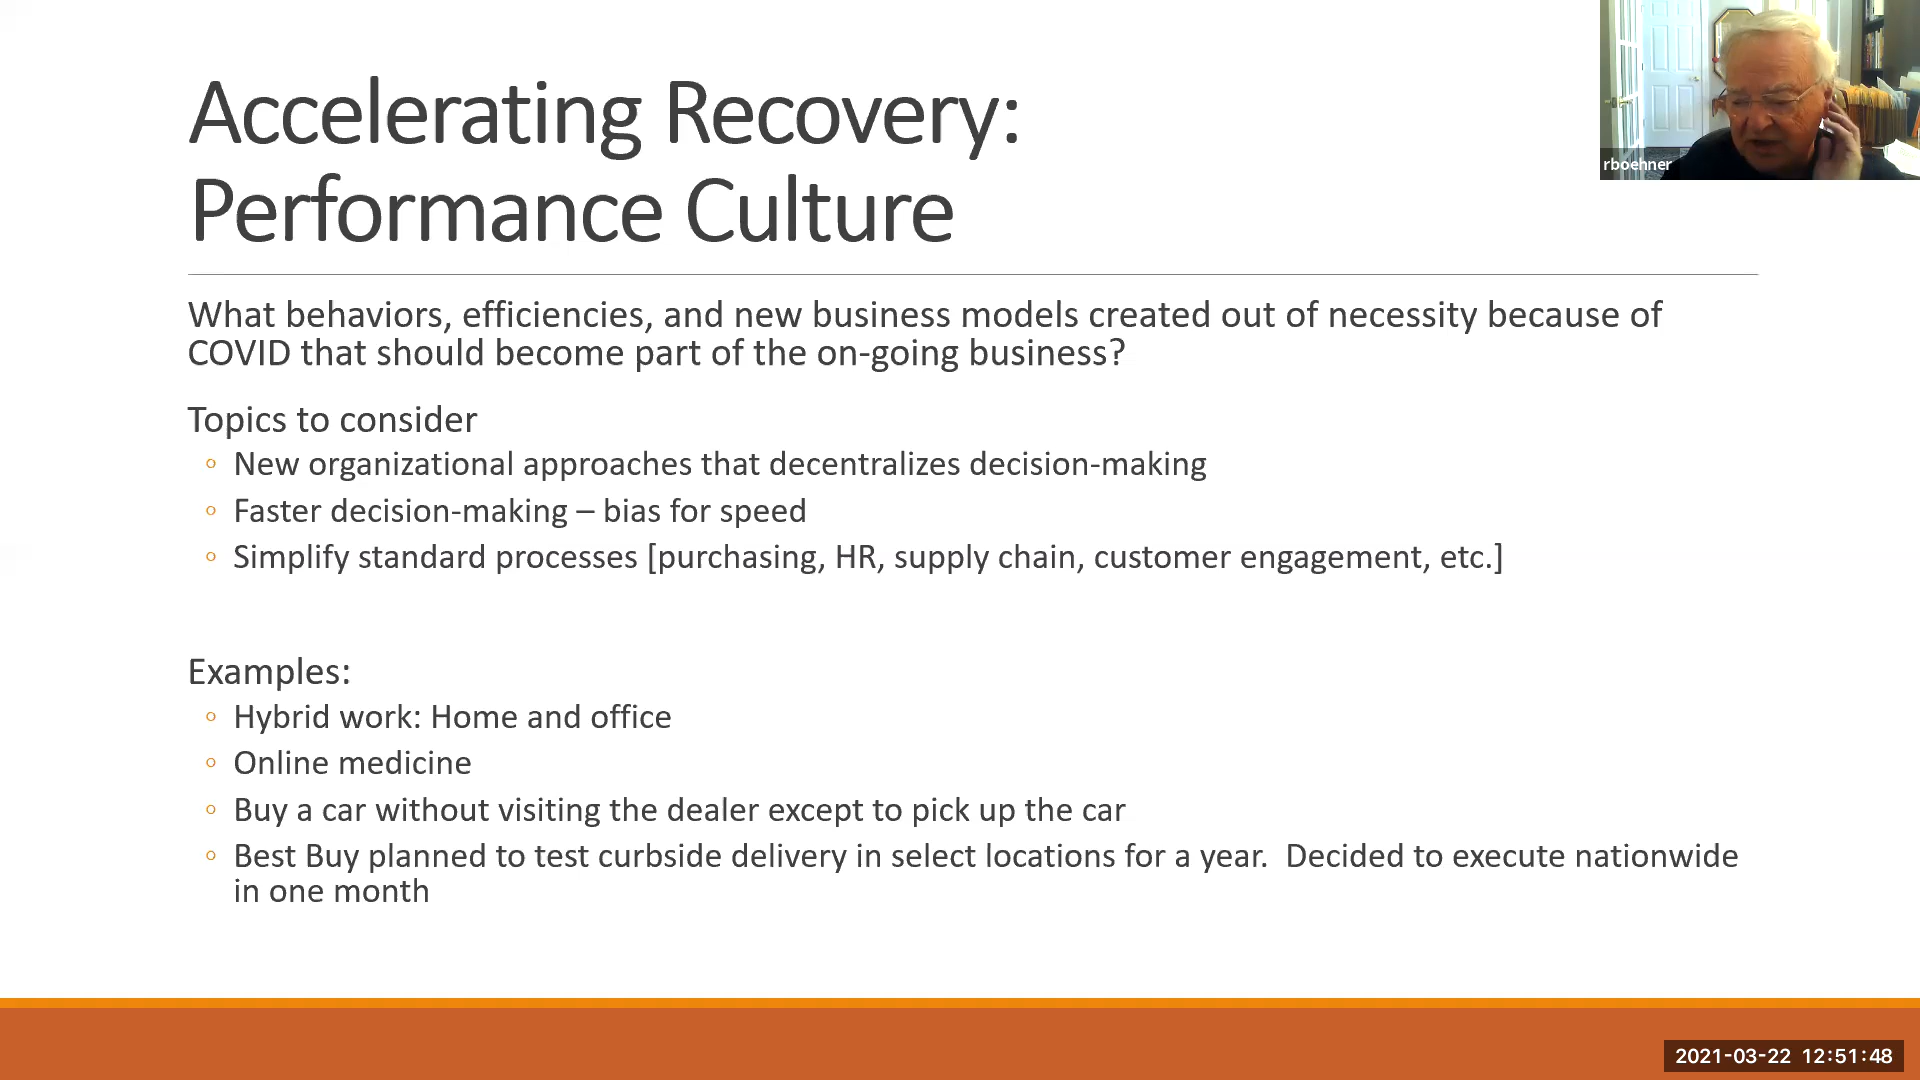 Accelerating Recovery:
Performance Culture
rboehner
What behaviors, efficiencies, and new business models created out of necessity because of
COVID that should become part of the on-going business?
Topics to consider
◦ New organizational approaches that decentralizes decision-making
◦ Faster decision-making – bias for speed
◦ Simplify standard processes [purchasing, HR, supply chain, customer engagement, etc.]
Examples:
◦ Hybrid work: Home and office
◦ Online medicine
◦ Buy a car without visiting the dealer except to pick up the car
◦ Best Buy planned to test curbside delivery in select locations for a year.  Decided to execute nationwide
in one month
2021-03-22 12:51:48